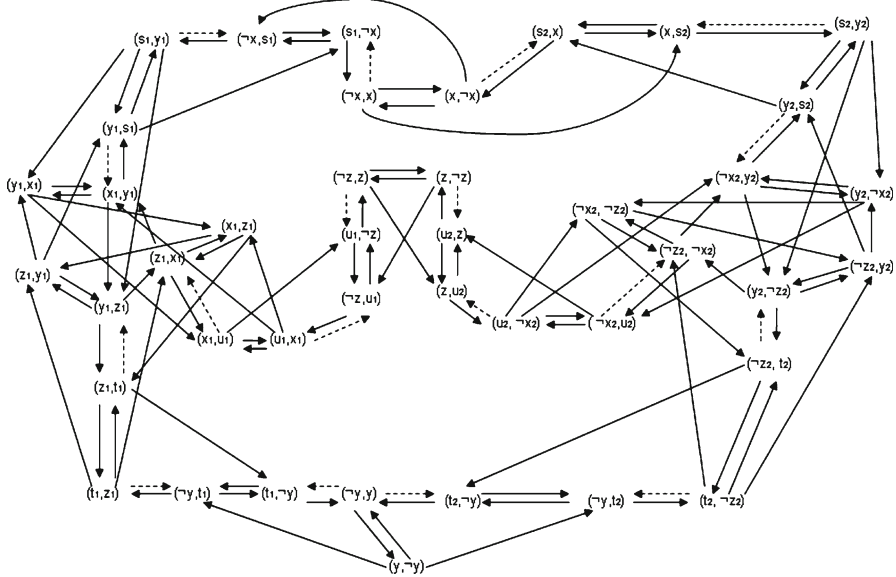 (s1,y1) (¬x,s1) (s1,¬x) (s2,x) (x,s2) (s2,y2)
(¬x,x) (x,¬x)
(y2,s2)
(y1,s1)
(y1,x1) (x1,y1) (¬z,z) (z,¬z) (¬x2,y2) (y2,¬x2)
(x1,z1) (¬x2, ¬z2)
(u1,¬z) (u2,z)
(z1,y1) (z1,x1) (¬z2, ¬x2) (¬z2,y2)
(y1,z1) (¬z,u1) (z,u2) (y2,¬z2)
(x1,u1) (u1,x1) (u2, ¬x2) (¬x2,u2)
(z1,t1) (¬z2, t2)
(t1,z1) (¬y,t1) (t1,¬y) (¬y,y) (t2,¬y) (¬y,t2) (t2, ¬z2)
(y,¬y)